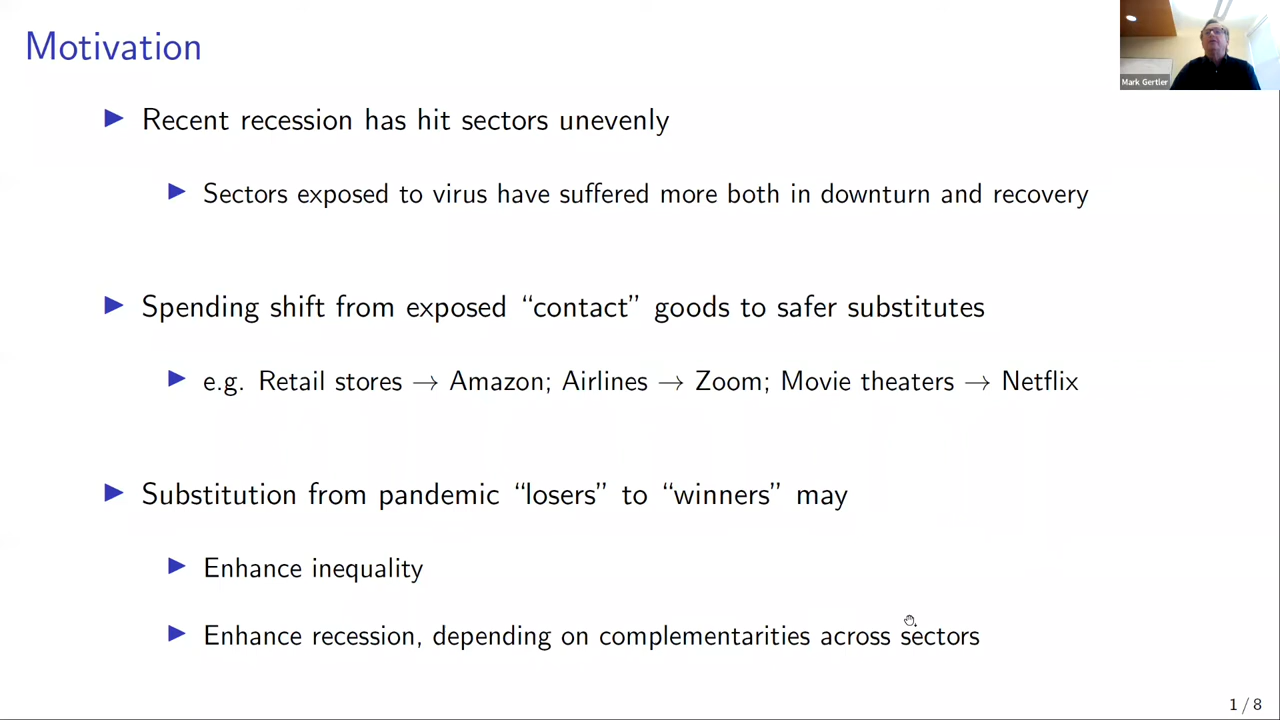 Motivation
Mark Gertler
▶ Recent recession has hit sectors unevenly
▶ Sectors exposed to virus have suffered more both in downturn and recovery
▶ Spending shift from exposed “contact” goods to safer substitutes
▶ e.g. Retail stores → Amazon; Airlines → Zoom; Movie theaters → Netflix
▶ Substitution from pandemic “losers” to “winners” may
▶ Enhance inequality
▶ Enhance recession, depending on complementarities across sectors
1 / 8